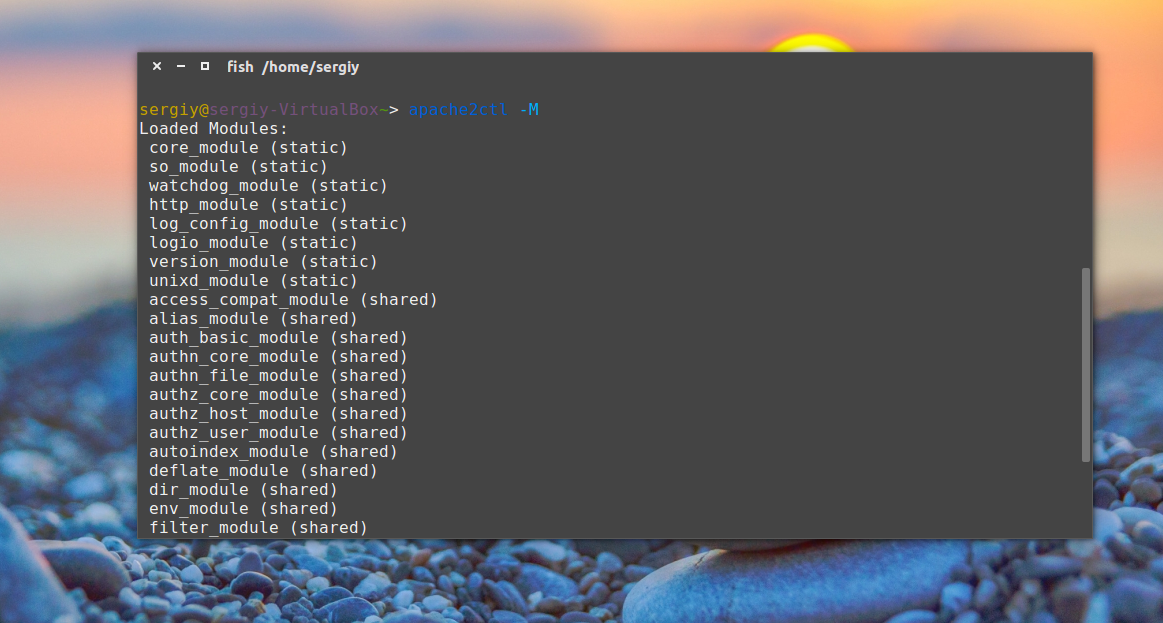 fish /home/sergiy
sergiy@sergiy-VirtualBox~> apache2ctl -M
Loaded Modules:
 core_module (static)
 so_module (static)
 watchdog_module (static)
 http_module (static)
 log_config_module (static)
 logio_module (static)
 version_module (static)
 unixd_module (static)
 access_compat_module (shared)
 alias_module (shared)
 auth_basic_module (shared)
 authn_core_module (shared)
 authn_file_module (shared)
 authz_core_module (shared)
 authz_host_module (shared)
 authz_user_module (shared)
 autoindex_module (shared)
 deflate_module (shared)
 dir_module (shared)
 env_module (shared)
 filter_module (shared)